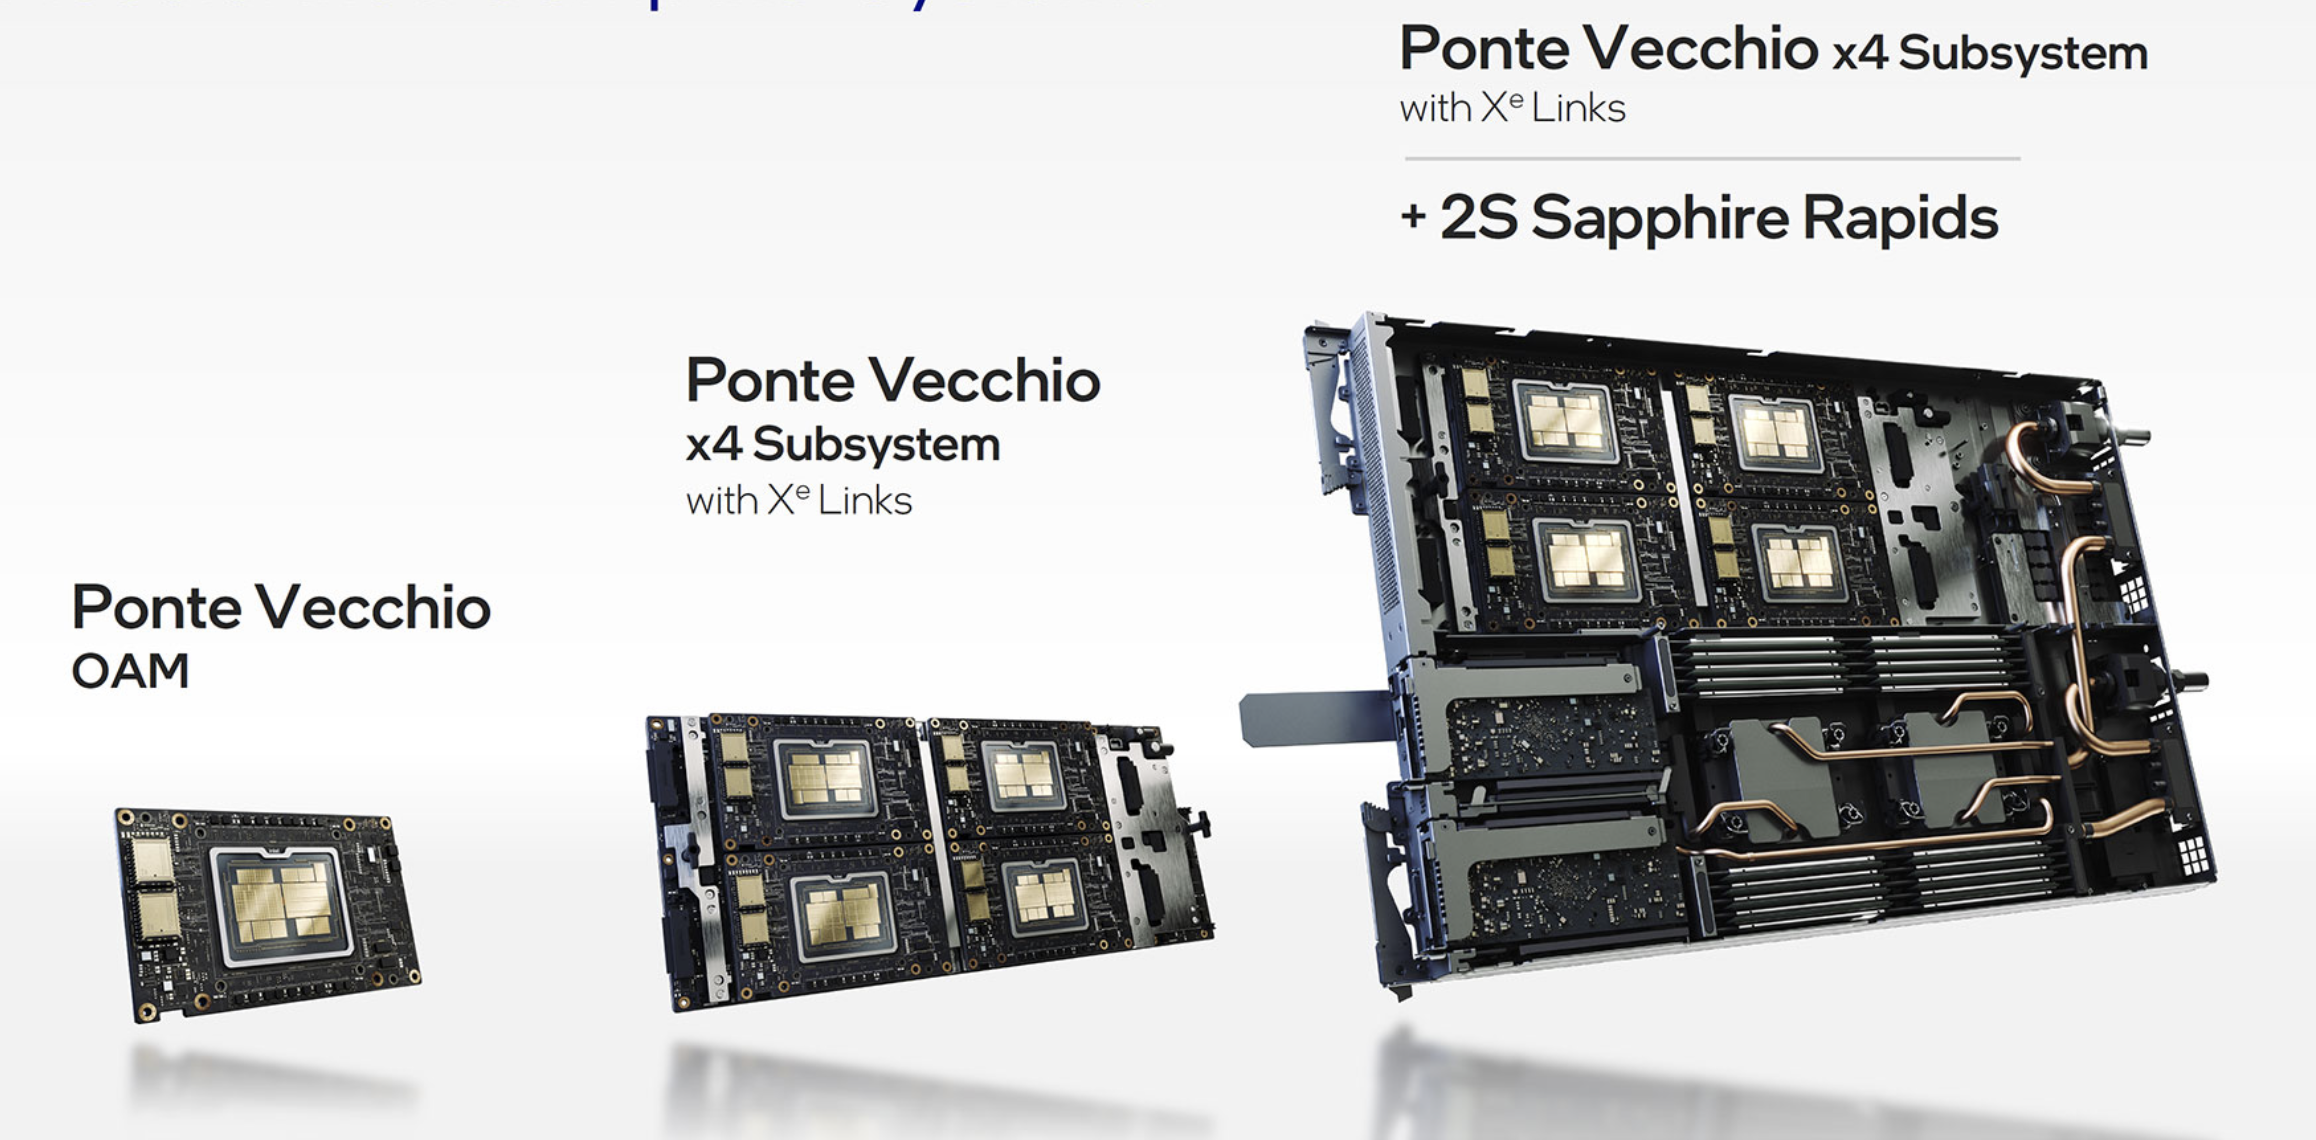 Ponte Vecchio
OAM
Ponte Vecchio
x4 Subsystem
with Xᵉ Links
Ponte Vecchio x4 Subsystem
with Xᵉ Links
+ 2S Sapphire Rapids